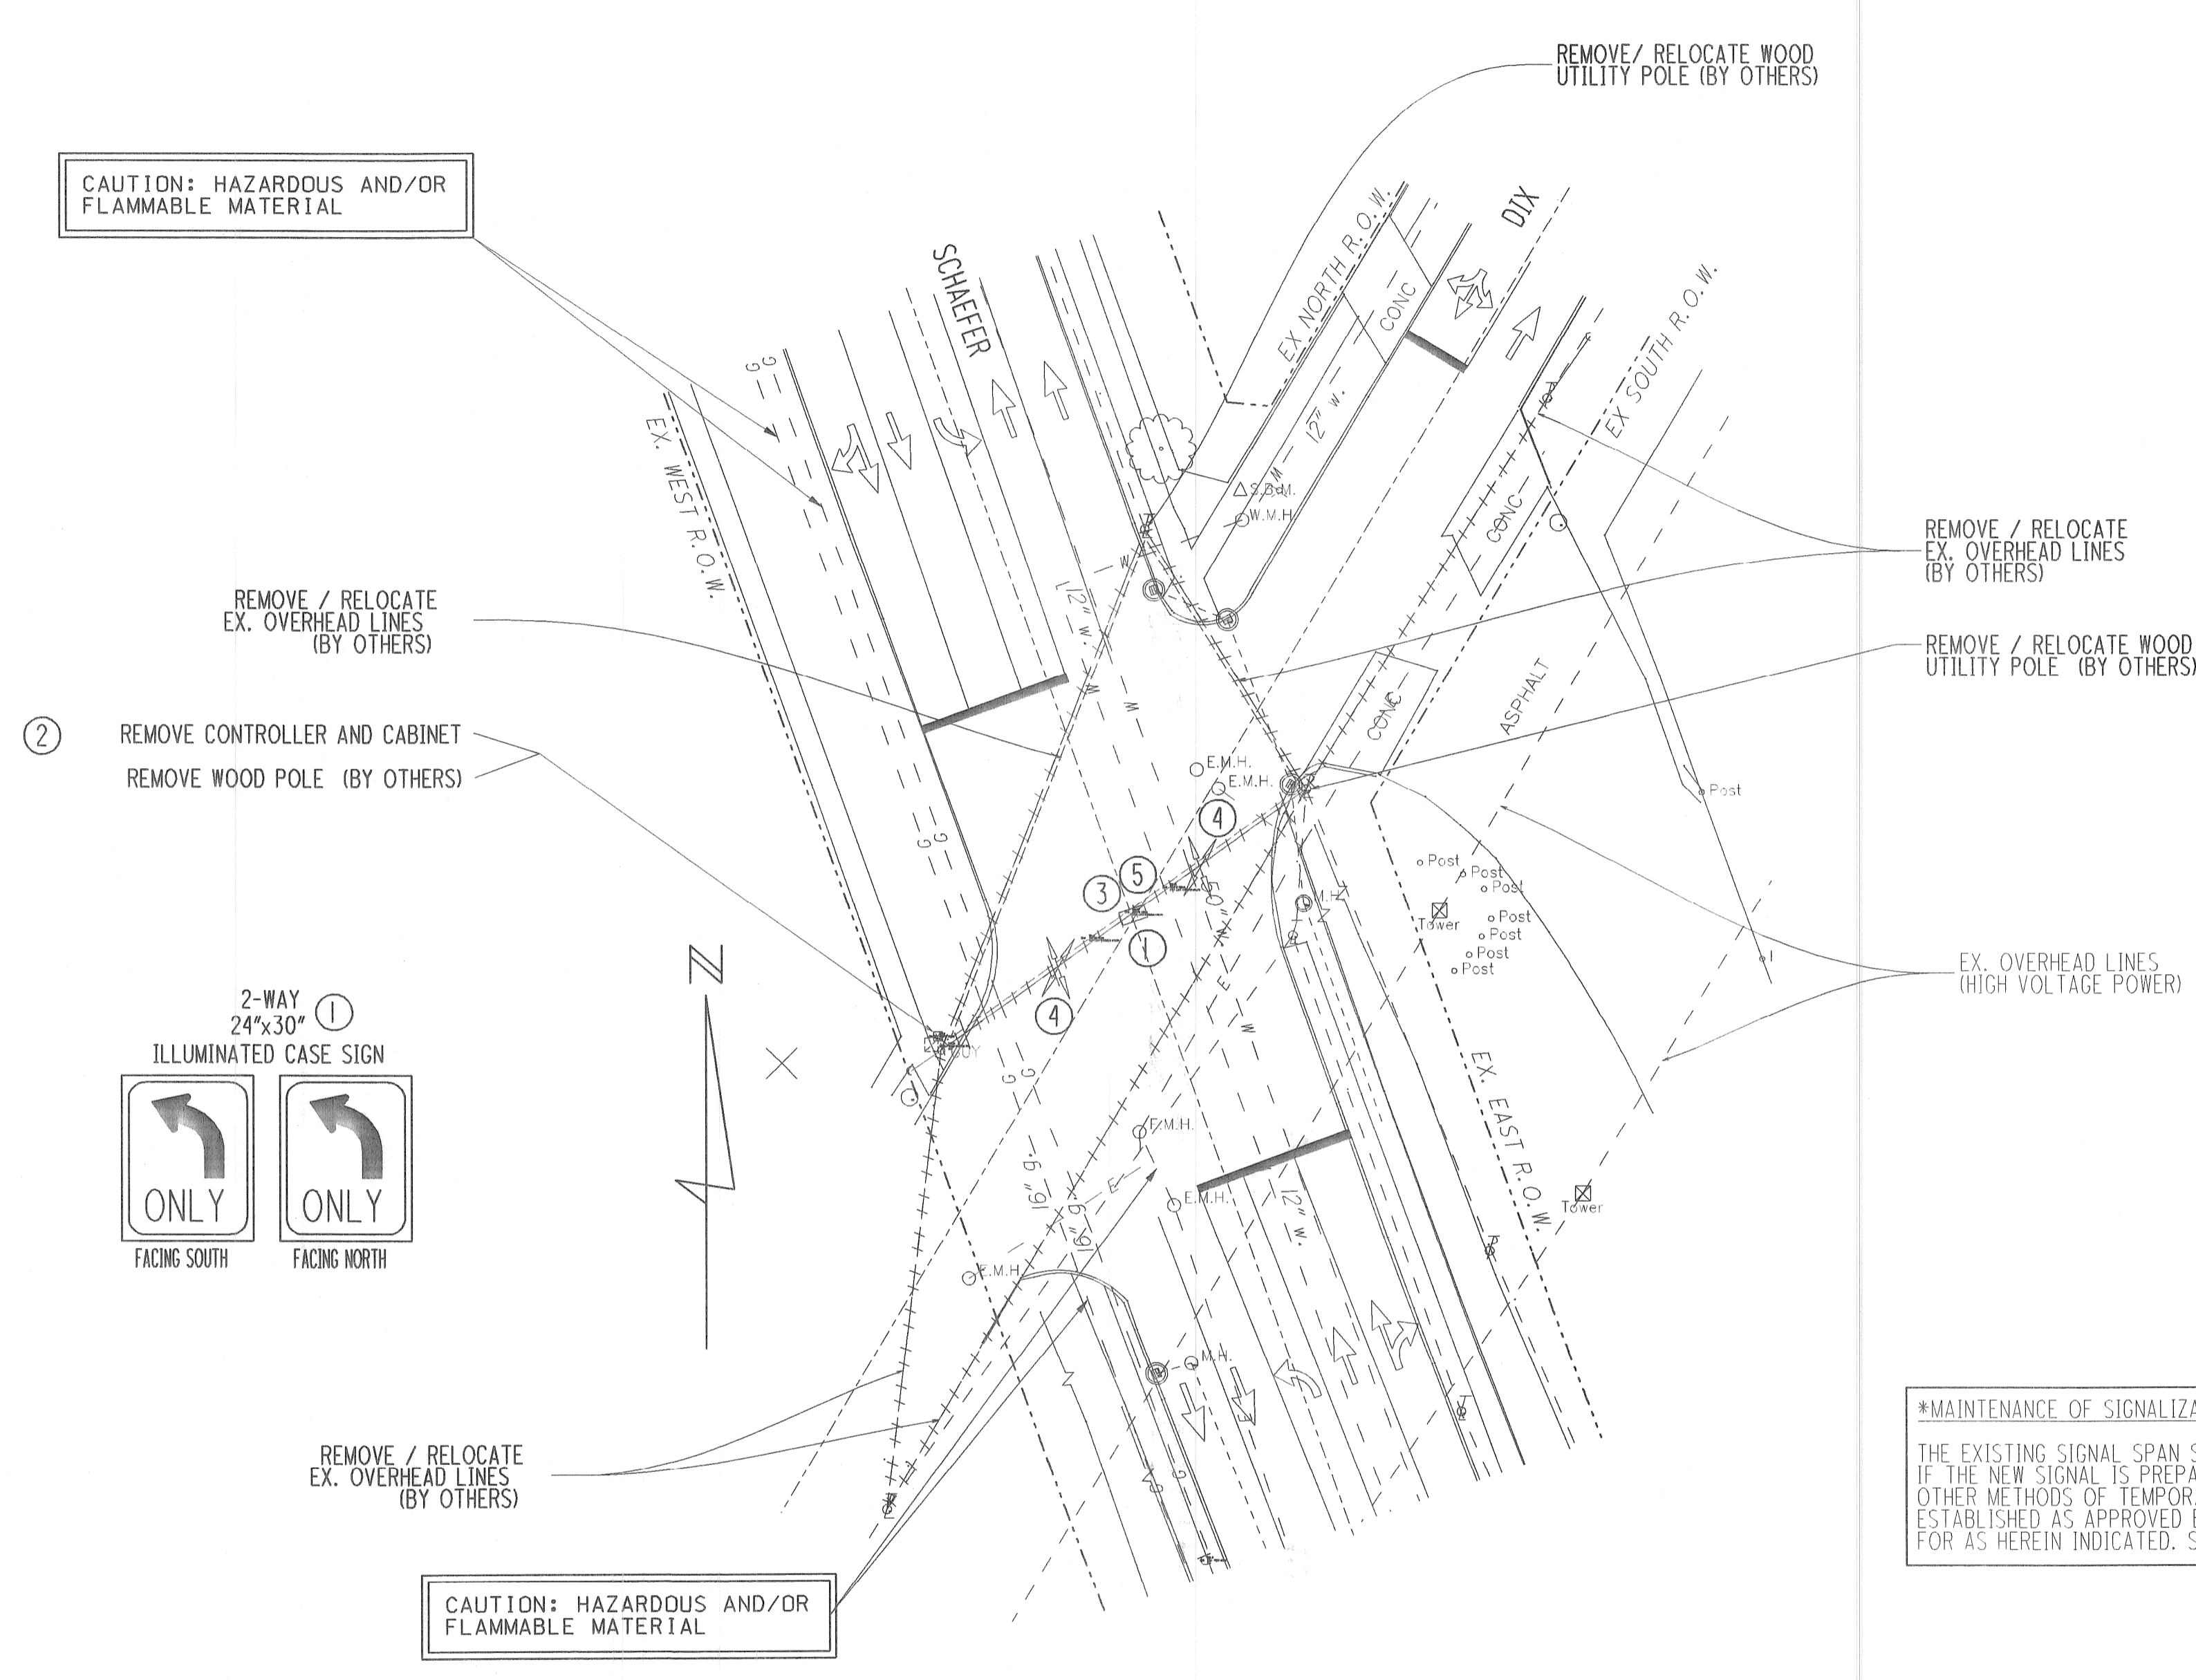 REMOVE/ RELOCATE WOOD
UTILITY POLE (BY OTHERS)
CAUTION: HAZARDOUS AND/OR
FLAMMABLE MATERIAL
SCHAEFER
DIX
EX NORTH R.O.W.
CONC
EX SOUTH R.O.W.
12" W.
G
G
EX. WEST R.O.W.
S.B.M.
W.M.H.
M
CONC
REMOVE / RELOCATE
EX. OVERHEAD LINES
(BY OTHERS)
REMOVE / RELOCATE
EX. OVERHEAD LINES
(BY OTHERS)
W
12" W.
REMOVE / RELOCATE WOOD
UTILITY POLE (BY OTHERS)
ASPHALT
CONC
M
M
2 REMOVE CONTROLLER AND CABINET
REMOVE WOOD POLE (BY OTHERS)
E.M.H.
E.M.H.
4
Post
G
G
Post
Post
Post
5
3
M.H.
Tower
Post
Post
Post
Post
1
EX. OVERHEAD LINES
(HIGH VOLTAGE POWER)
N
E
4
W
2-WAY
24"x30" 1
ILLUMINATED CASE SIGN
ONLY
ONLY
FACING SOUTH
FACING NORTH
G
G
EX. EAST R.O.W.
E.M.H.
E
16" G.
16" G.
E.M.H.
12" W.
Tower
E.M.H.
M.H.
REMOVE / RELOCATE
EX. OVERHEAD LINES
(BY OTHERS)
G
G
CAUTION: HAZARDOUS AND/OR
FLAMMABLE MATERIAL
*MAINTENANCE OF SIGNALIZA
THE EXISTING SIGNAL SPAN S
IF THE NEW SIGNAL IS PREPA
OTHER METHODS OF TEMPOR
ESTABLISHED AS APPROVED
FOR AS HEREIN INDICATED. S